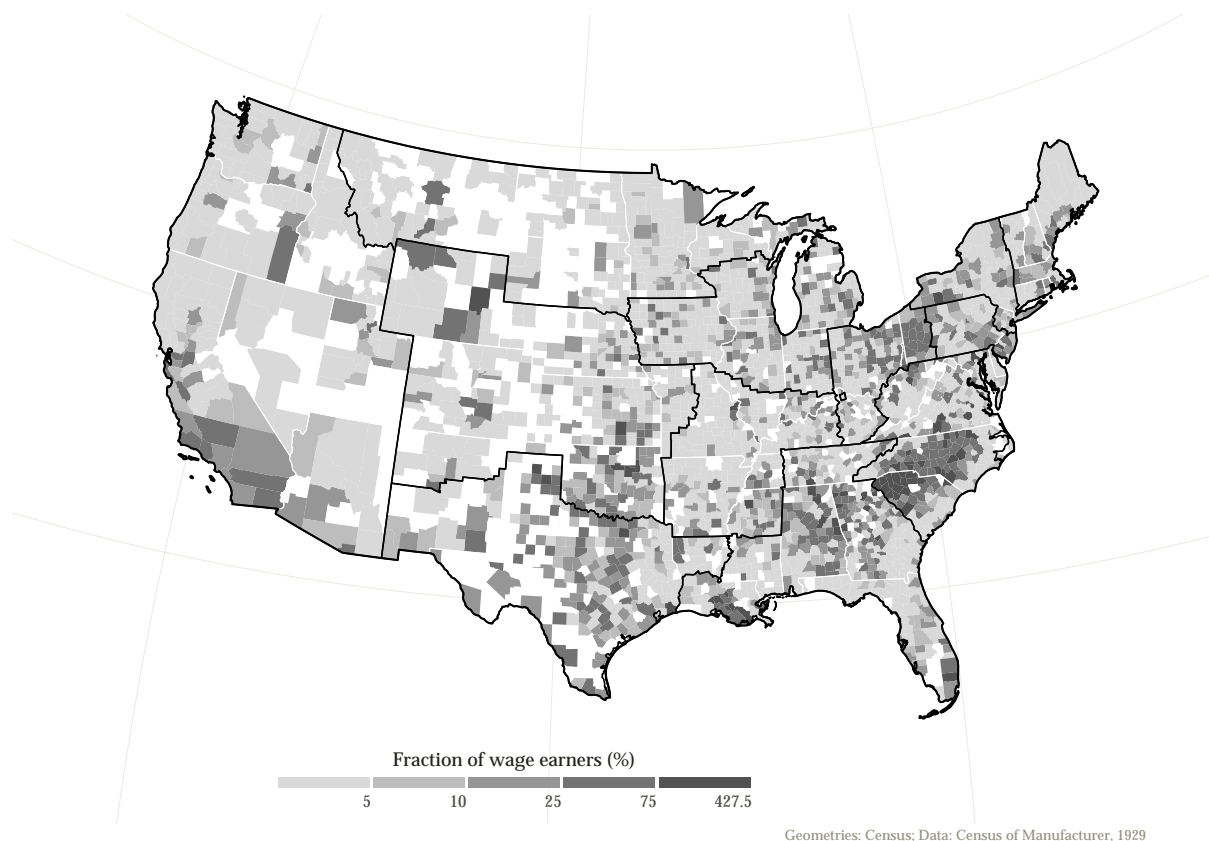 Fraction of wage earners (%)
5 10 25 75 427.5
Geometries: Census; Data: Census of Manufacturer, 1929